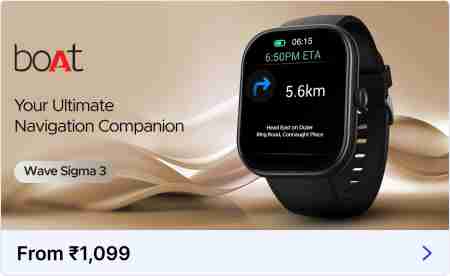 boAt
Your Ultimate
Navigation Companion
Wave Sigma 3
06:15
6:50PM ETA
5.6km
Head East on Outer
Ring Road, Connaught Place
From ₹1,099